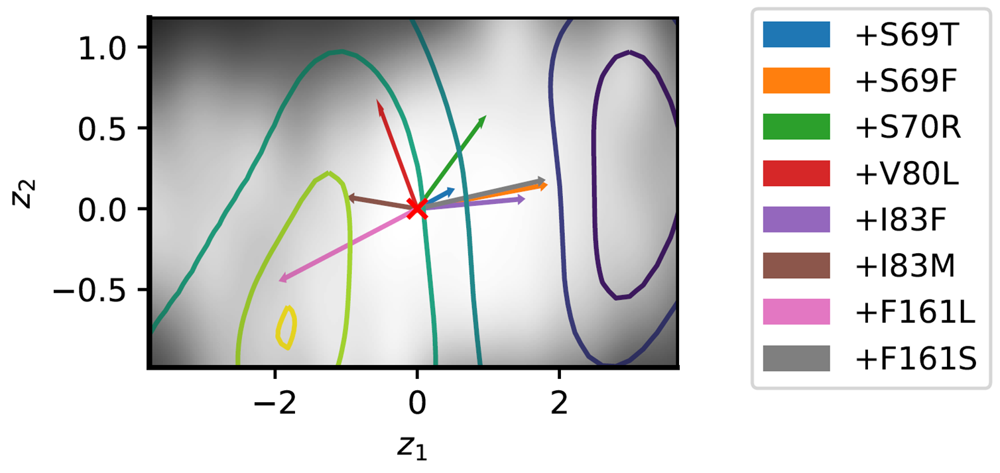 1.0
0.5
0.0
−0.5
z2
−2
0
2
z1
+S69T
+S69F
+S70R
+V80L
+I83F
+I83M
+F161L
+F161S